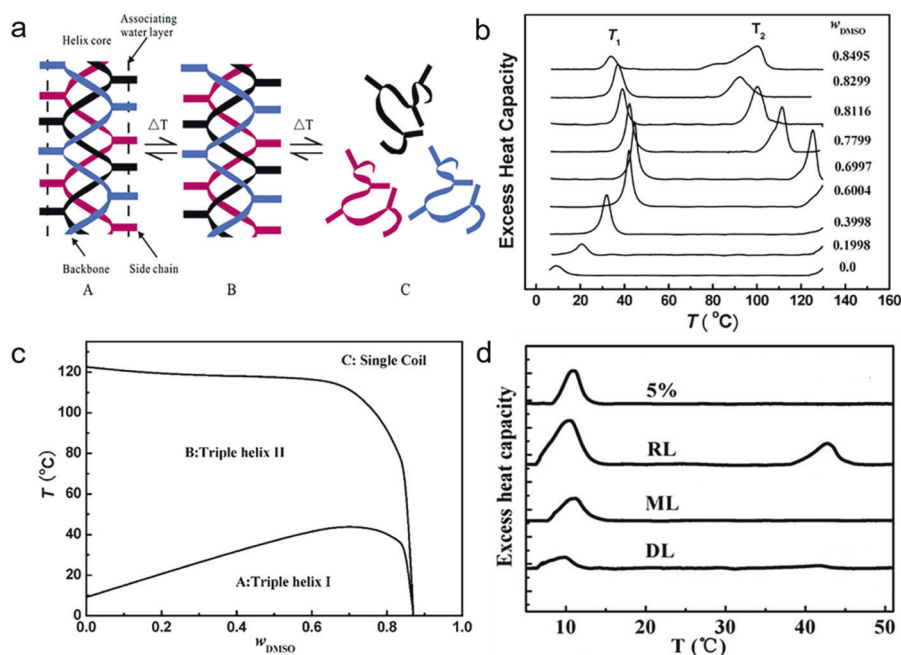 a
Associating
water layer
Helix core
△T
△T
Backbone
Side chain
A
B
C
b
T1
T2
wDMSO
0.8495
0.8299
0.8116
0.7799
0.6997
0.6004
0.3998
0.1998
0.0
Excess Heat Capacity
0 20 40 60 80 100 120 140 160
T ( °C)
c
C: Single Coil
B:Triple helix II
A:Triple helix I
T (°C)
120
100
80
60
40
20
0
0.0 0.2 0.4 0.6 0.8 1.0
wDMSO
d
5%
RL
ML
DL
Excess heat capacity
10 20 30 40 50
T (℃)